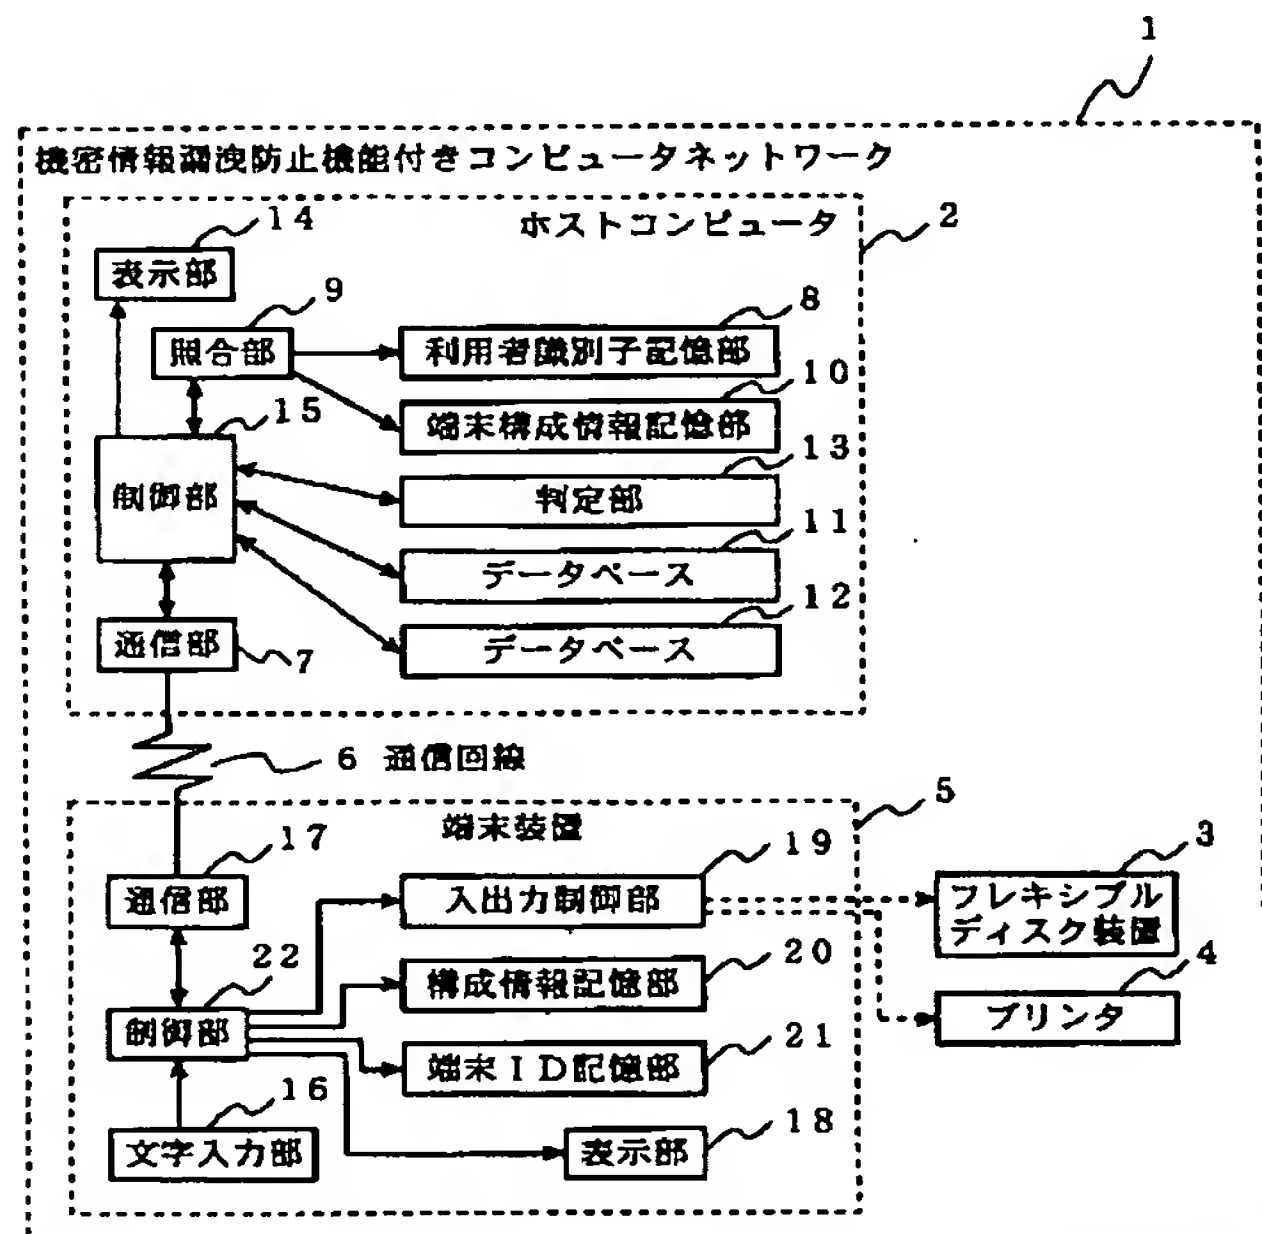 1
機密情報漏洩防止機能付きコンピュータネットワーク
14
ホストコンピュータ
2
表示部
9
8
照合部
利用者識別子記憶部
10
15
端末構成情報記憶部
13
制御部
判定部
11
データベース
12
通信部
7
データベース
6 通信回線
5
端末装置
17
19
3
通信部
入出力制御部
フレキシブル
ディスク装置
22
20
4
構成情報記憶部
制御部
プリンタ
21
端末ID記憶部
16
18
文字入力部
表示部